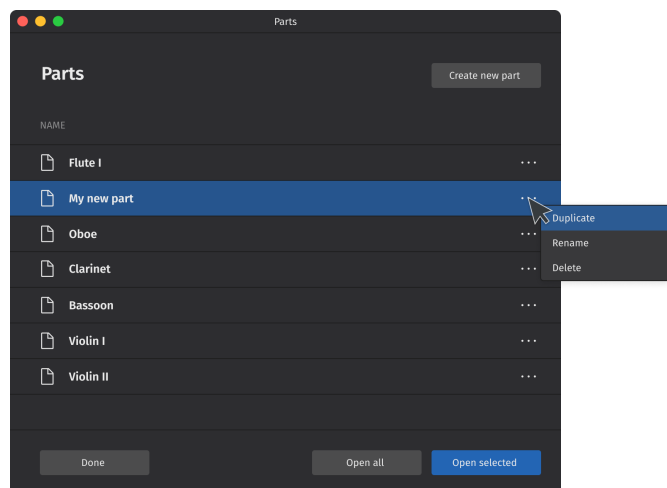 Parts
Parts
Create new part
NAME
Flute I
My new part
Duplicate
Oboe
Rename
Clarinet
Delete
Bassoon
Violin I
Violin II
Done
Open all
Open selected